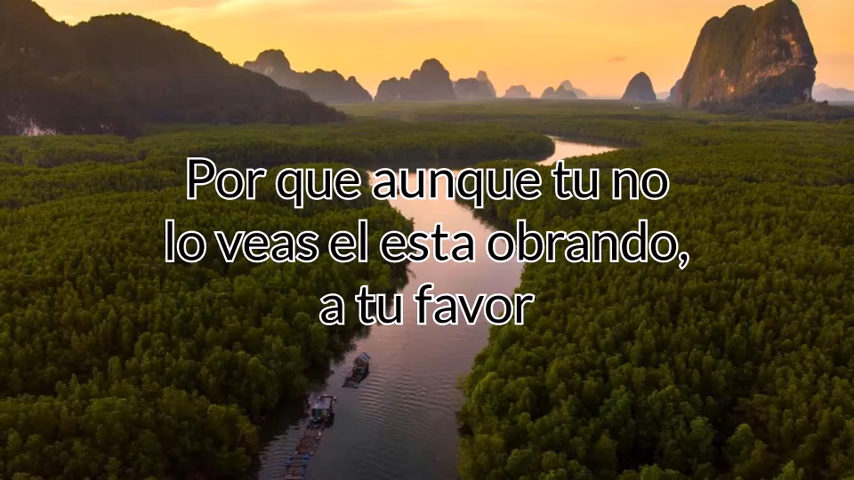 Por que aunque tu no
lo veas el esta obrando,
a tu favor